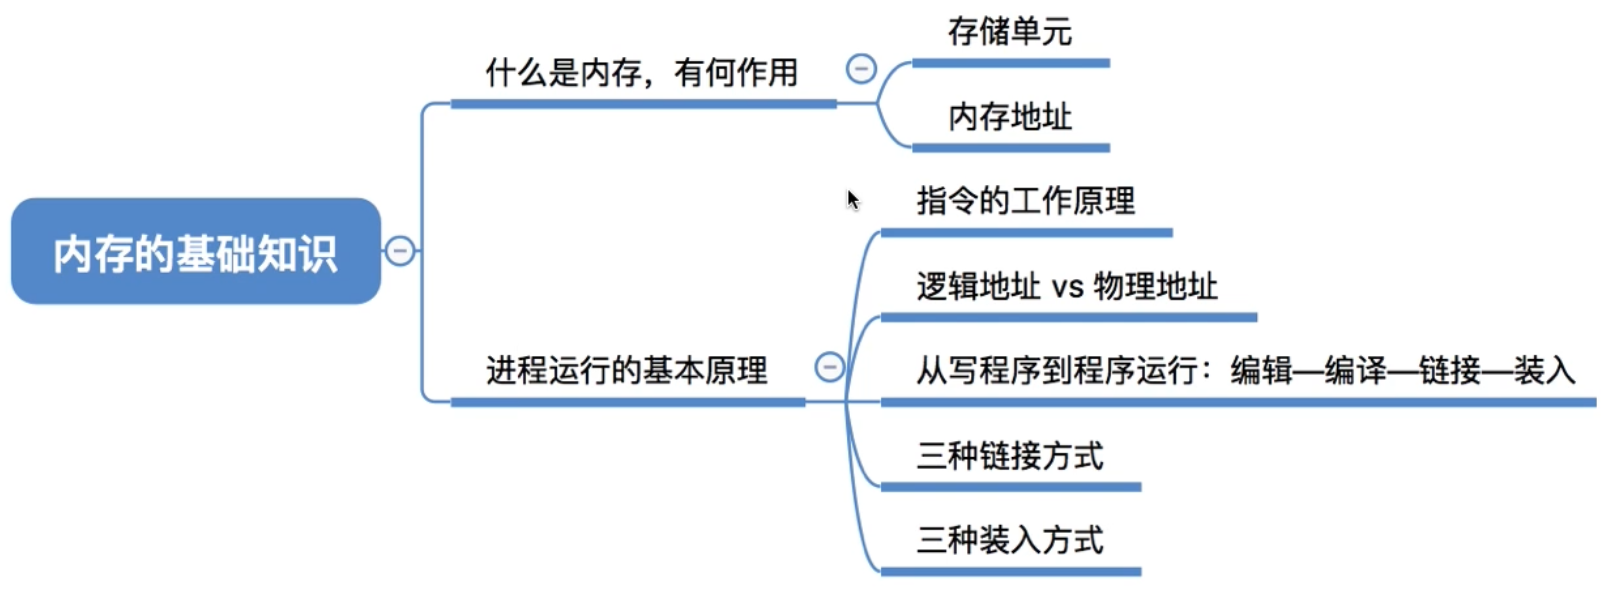 内存的基础知识
什么是内存，有何作用
存储单元
内存地址
进程运行的基本原理
指令的工作原理
逻辑地址 vs 物理地址
从写程序到程序运行：编辑—编译—链接—装入
三种链接方式
三种装入方式